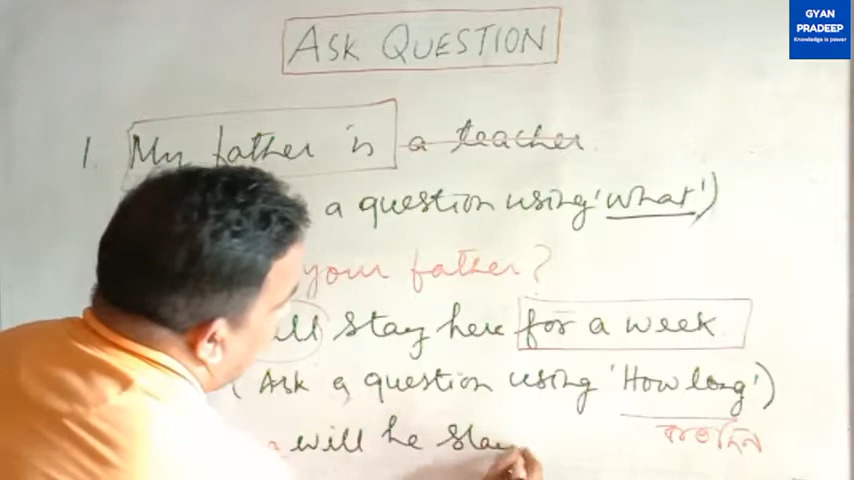 GYAN
PRADEEP
Knowledge is power
ASK QUESTION
1. My father is a teacher
a question using 'what')
your father?
stay here for a week
(Ask a question using 'How long')
কতদিন
will he stay